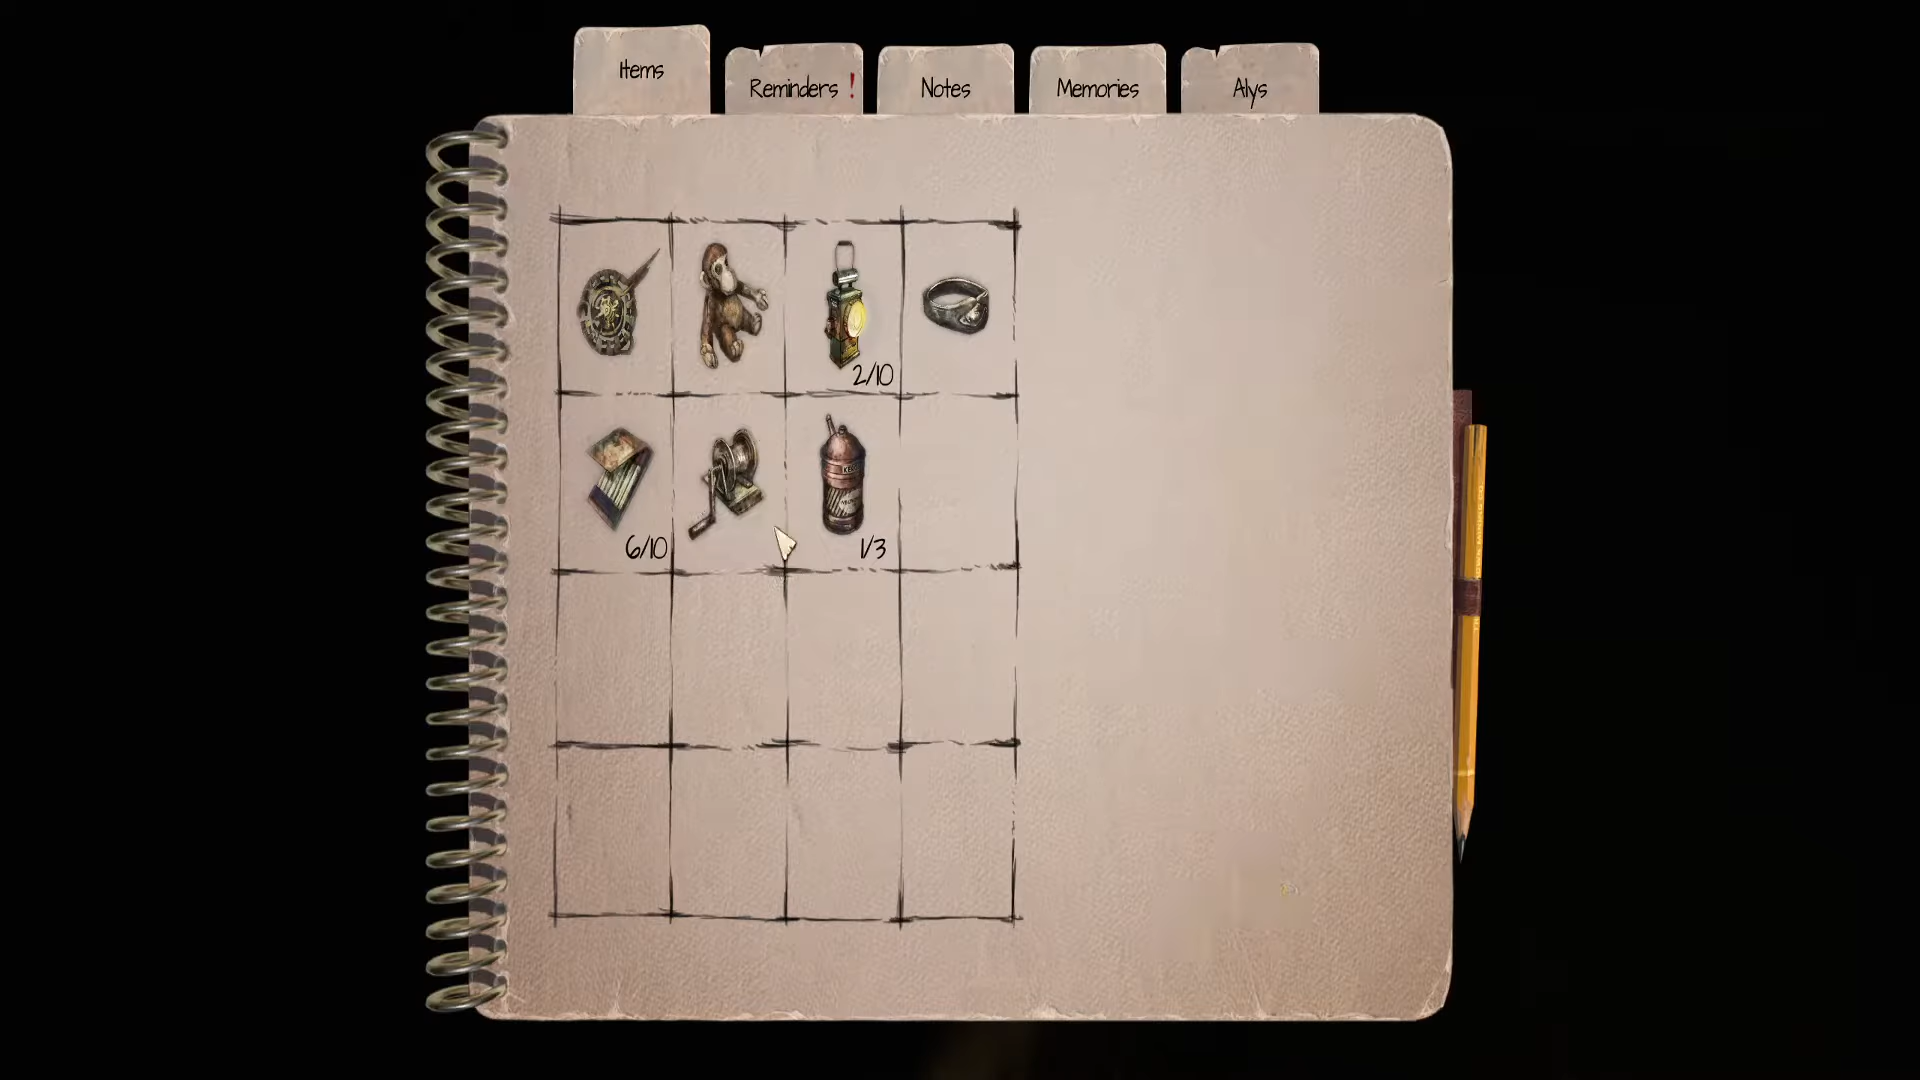 Items
Reminders !
Notes
Memories
Alys
2/10
6/10
1/3